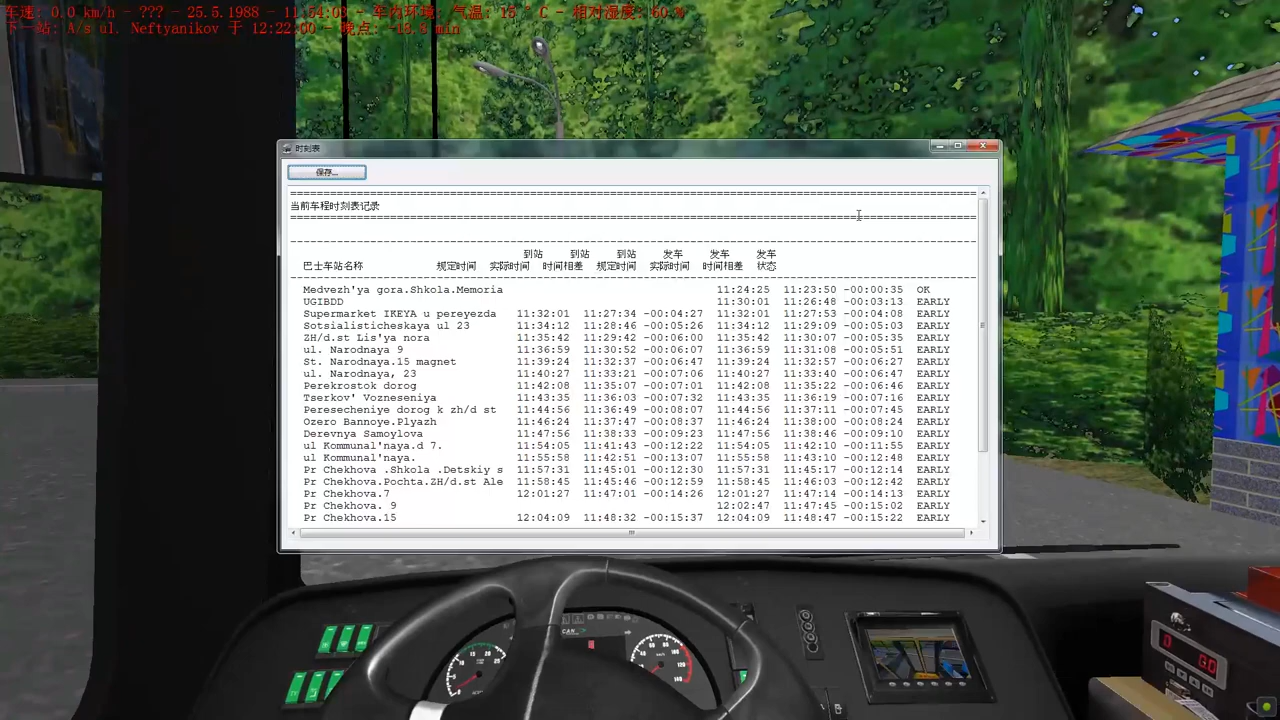 车速: 0.0 km/h - ??? - 25.5.1988 - 11:54:03 - 车内环境: 气温: 15 ° C - 相对湿度: 60 %
下一站: A/s ul. Neftyanikov 于 12:22:00 - 晚点: -13.8 min
时刻表
保存...
当前车程时刻表记录
到站 到站 到站 发车 发车 发车
巴士车站名称 规定时间 实际时间 时间相差 规定时间 实际时间 时间相差 状态
Medvezh'ya gora.Shkola.Memoria 11:24:25 11:23:50 -00:00:35 OK
UGIBDD 11:30:01 11:26:48 -00:03:13 EARLY
Supermarket IKEYA u pereyezda 11:32:01 11:27:34 -00:04:27 11:32:01 11:27:53 -00:04:08 EARLY
Sotsialisticheskaya ul 23 11:34:12 11:28:46 -00:05:26 11:34:12 11:29:09 -00:05:03 EARLY
ZH/d.st Lis'ya nora 11:35:42 11:29:42 -00:06:00 11:35:42 11:30:07 -00:05:35 EARLY
ul. Narodnaya 9 11:36:59 11:30:52 -00:06:07 11:36:59 11:31:08 -00:05:51 EARLY
St. Narodnaya.15 magnet 11:39:24 11:32:37 -00:06:47 11:39:24 11:32:57 -00:06:27 EARLY
ul. Narodnaya, 23 11:40:27 11:33:21 -00:07:06 11:40:27 11:33:40 -00:06:47 EARLY
Perekrostok dorog 11:42:08 11:35:07 -00:07:01 11:42:08 11:35:22 -00:06:46 EARLY
Tserkov' Vozneseniya 11:43:35 11:36:03 -00:07:32 11:43:35 11:36:19 -00:07:16 EARLY
Peresecheniye dorog k zh/d st 11:44:56 11:36:49 -00:08:07 11:44:56 11:37:11 -00:07:45 EARLY
Ozero Bannoye.Plyazh 11:46:24 11:37:47 -00:08:37 11:46:24 11:38:00 -00:08:24 EARLY
Derevnya Samoylova 11:47:56 11:38:33 -00:09:23 11:47:56 11:38:46 -00:09:10 EARLY
ul Kommunal'naya.d 7. 11:54:05 11:41:43 -00:12:22 11:54:05 11:42:10 -00:11:55 EARLY
ul Kommunal'naya. 11:55:58 11:42:51 -00:13:07 11:55:58 11:43:10 -00:12:48 EARLY
Pr Chekhova .Shkola .Detskiy s 11:57:31 11:45:01 -00:12:30 11:57:31 11:45:17 -00:12:14 EARLY
Pr Chekhova.Pochta.ZH/d.st Ale 11:58:45 11:45:46 -00:12:59 11:58:45 11:46:03 -00:12:42 EARLY
Pr Chekhova.7 12:01:27 11:47:01 -00:14:26 12:01:27 11:47:14 -00:14:13 EARLY
Pr Chekhova. 9 12:02:47 11:47:45 -00:15:02 EARLY
Pr Chekhova.15 12:04:09 11:48:32 -00:15:37 12:04:09 11:48:47 -00:15:22 EARLY